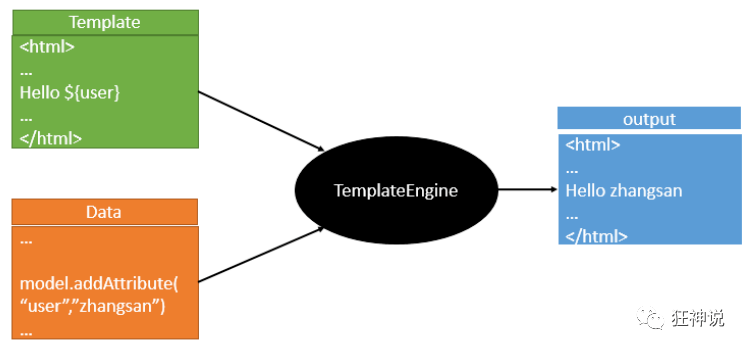 Template
<html>
...
Hello ${user}
...
</html>
Data
...
model.addAttribute(
“user”,”zhangsan”)
...
TemplateEngine
output
<html>
...
Hello zhangsan
...
</html>
狂神说